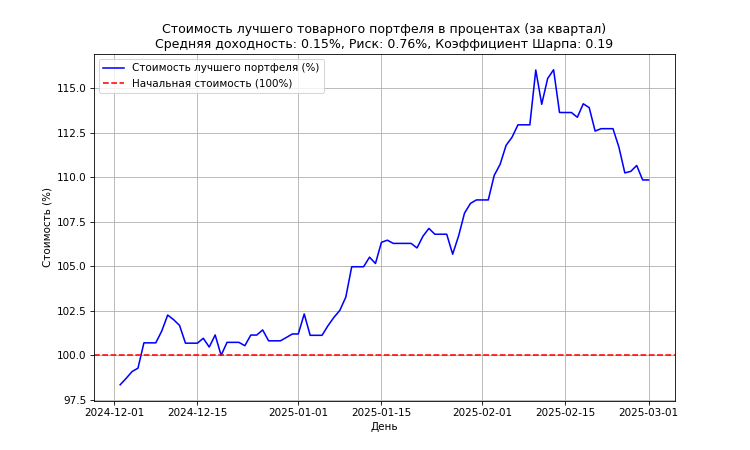 Стоимость лучшего товарного портфеля в процентах (за квартал)
Средняя доходность: 0.15%, Риск: 0.76%, Коэффициент Шарпа: 0.19
Стоимость лучшего портфеля (%)
Начальная стоимость (100%)
Стоимость (%)
115.0
112.5
110.0
107.5
105.0
102.5
100.0
97.5
2024-12-01
2024-12-15
2025-01-01
2025-01-15
2025-02-01
2025-02-15
2025-03-01
День